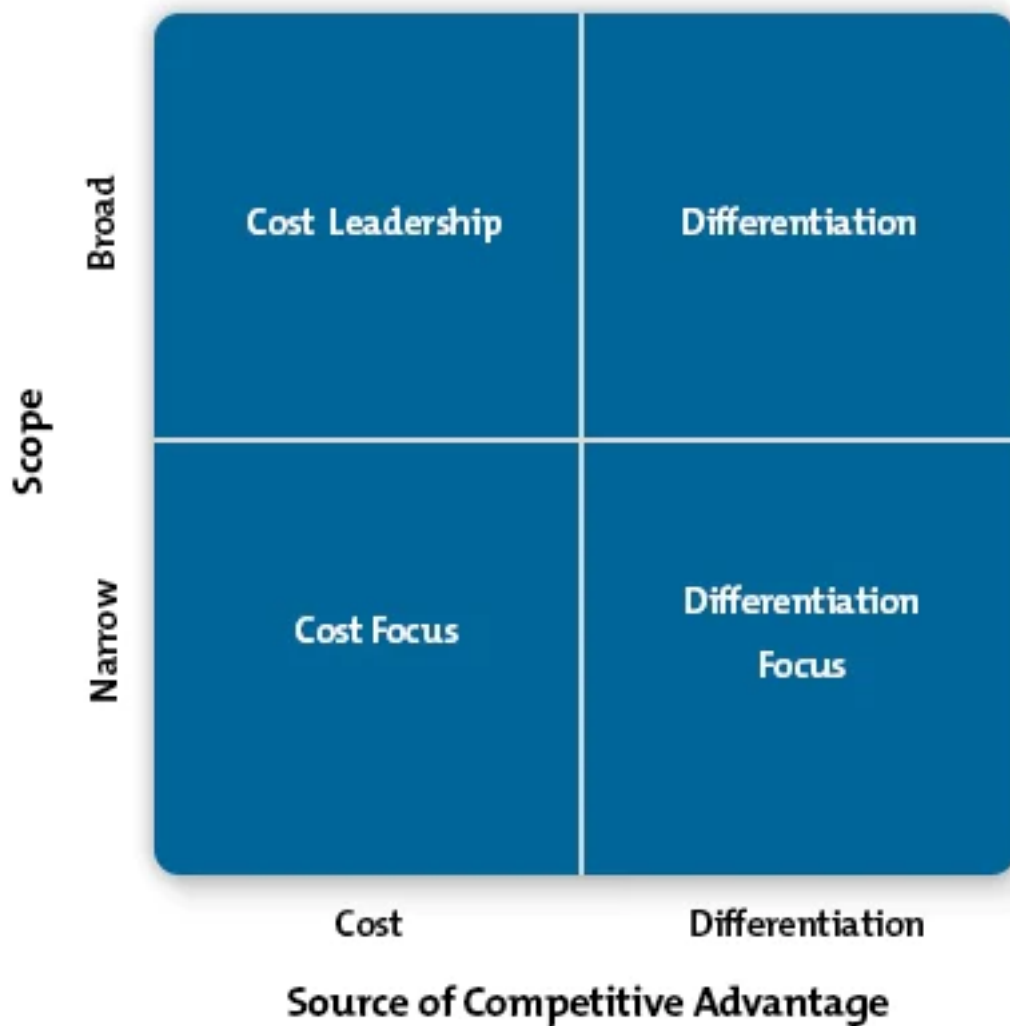 Broad
Cost Leadership
Differentiation
Scope
Narrow
Cost Focus
Differentiation
Focus
Cost
Differentiation
Source of Competitive Advantage